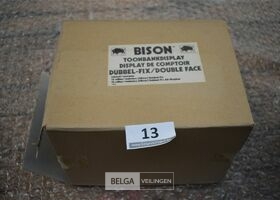 BISON
TOONBANKDISPLAY
DISPLAY DE COMPTOIR
DUBBEL-FIX/DOUBLE FACE
13
BELGA VEILINGEN